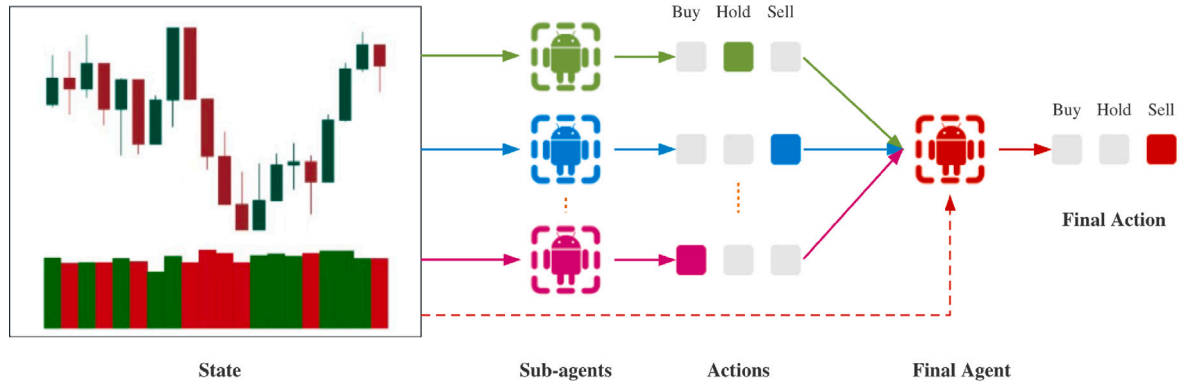 Buy Hold Sell
Buy Hold Sell
Final Action
State
Sub-agents
Actions
Final Agent